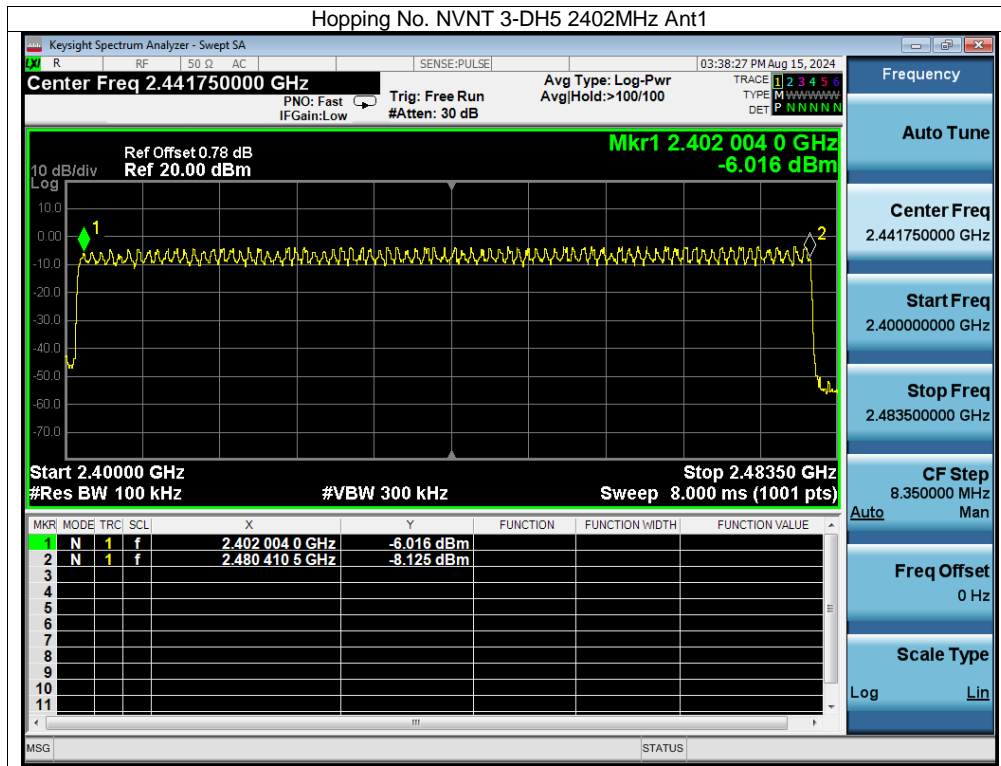 Hopping No. NVNT 3-DH5 2402MHz Ant1
Keysight Spectrum Analyzer - Swept SA
LXI R RF 50 Ω AC SENSE:PULSE 03:38:27 PM Aug 15, 2024
Center Freq 2.441750000 GHz
PNO: Fast
IFGain:Low
Trig: Free Run
#Atten: 30 dB
Avg Type: Log-Pwr
Avg|Hold:>100/100
TRACE 1 2 3 4 5 6
TYPE M WWWWW
DET P N N N N N
Mkr1 2.402 004 0 GHz
-6.016 dBm
Ref Offset 0.78 dB
Ref 20.00 dBm
10 dB/div
Log
10.0
0.00
-10.0
-20.0
-30.0
-40.0
-50.0
-60.0
-70.0
1
2
Start 2.40000 GHz
Stop 2.48350 GHz
#Res BW 100 kHz
#VBW 300 kHz
Sweep 8.000 ms (1001 pts)
MKR MODE TRC SCL X Y FUNCTION FUNCTION WIDTH FUNCTION VALUE
1 N 1 f 2.402 004 0 GHz -6.016 dBm
2 N 1 f 2.480 410 5 GHz -8.125 dBm
3
4
5
6
7
8
9
10
11
MSG
STATUS
Frequency
Auto Tune
Center Freq
2.441750000 GHz
Start Freq
2.400000000 GHz
Stop Freq
2.483500000 GHz
CF Step
8.350000 MHz
Auto Man
Freq Offset
0 Hz
Scale Type
Log Lin